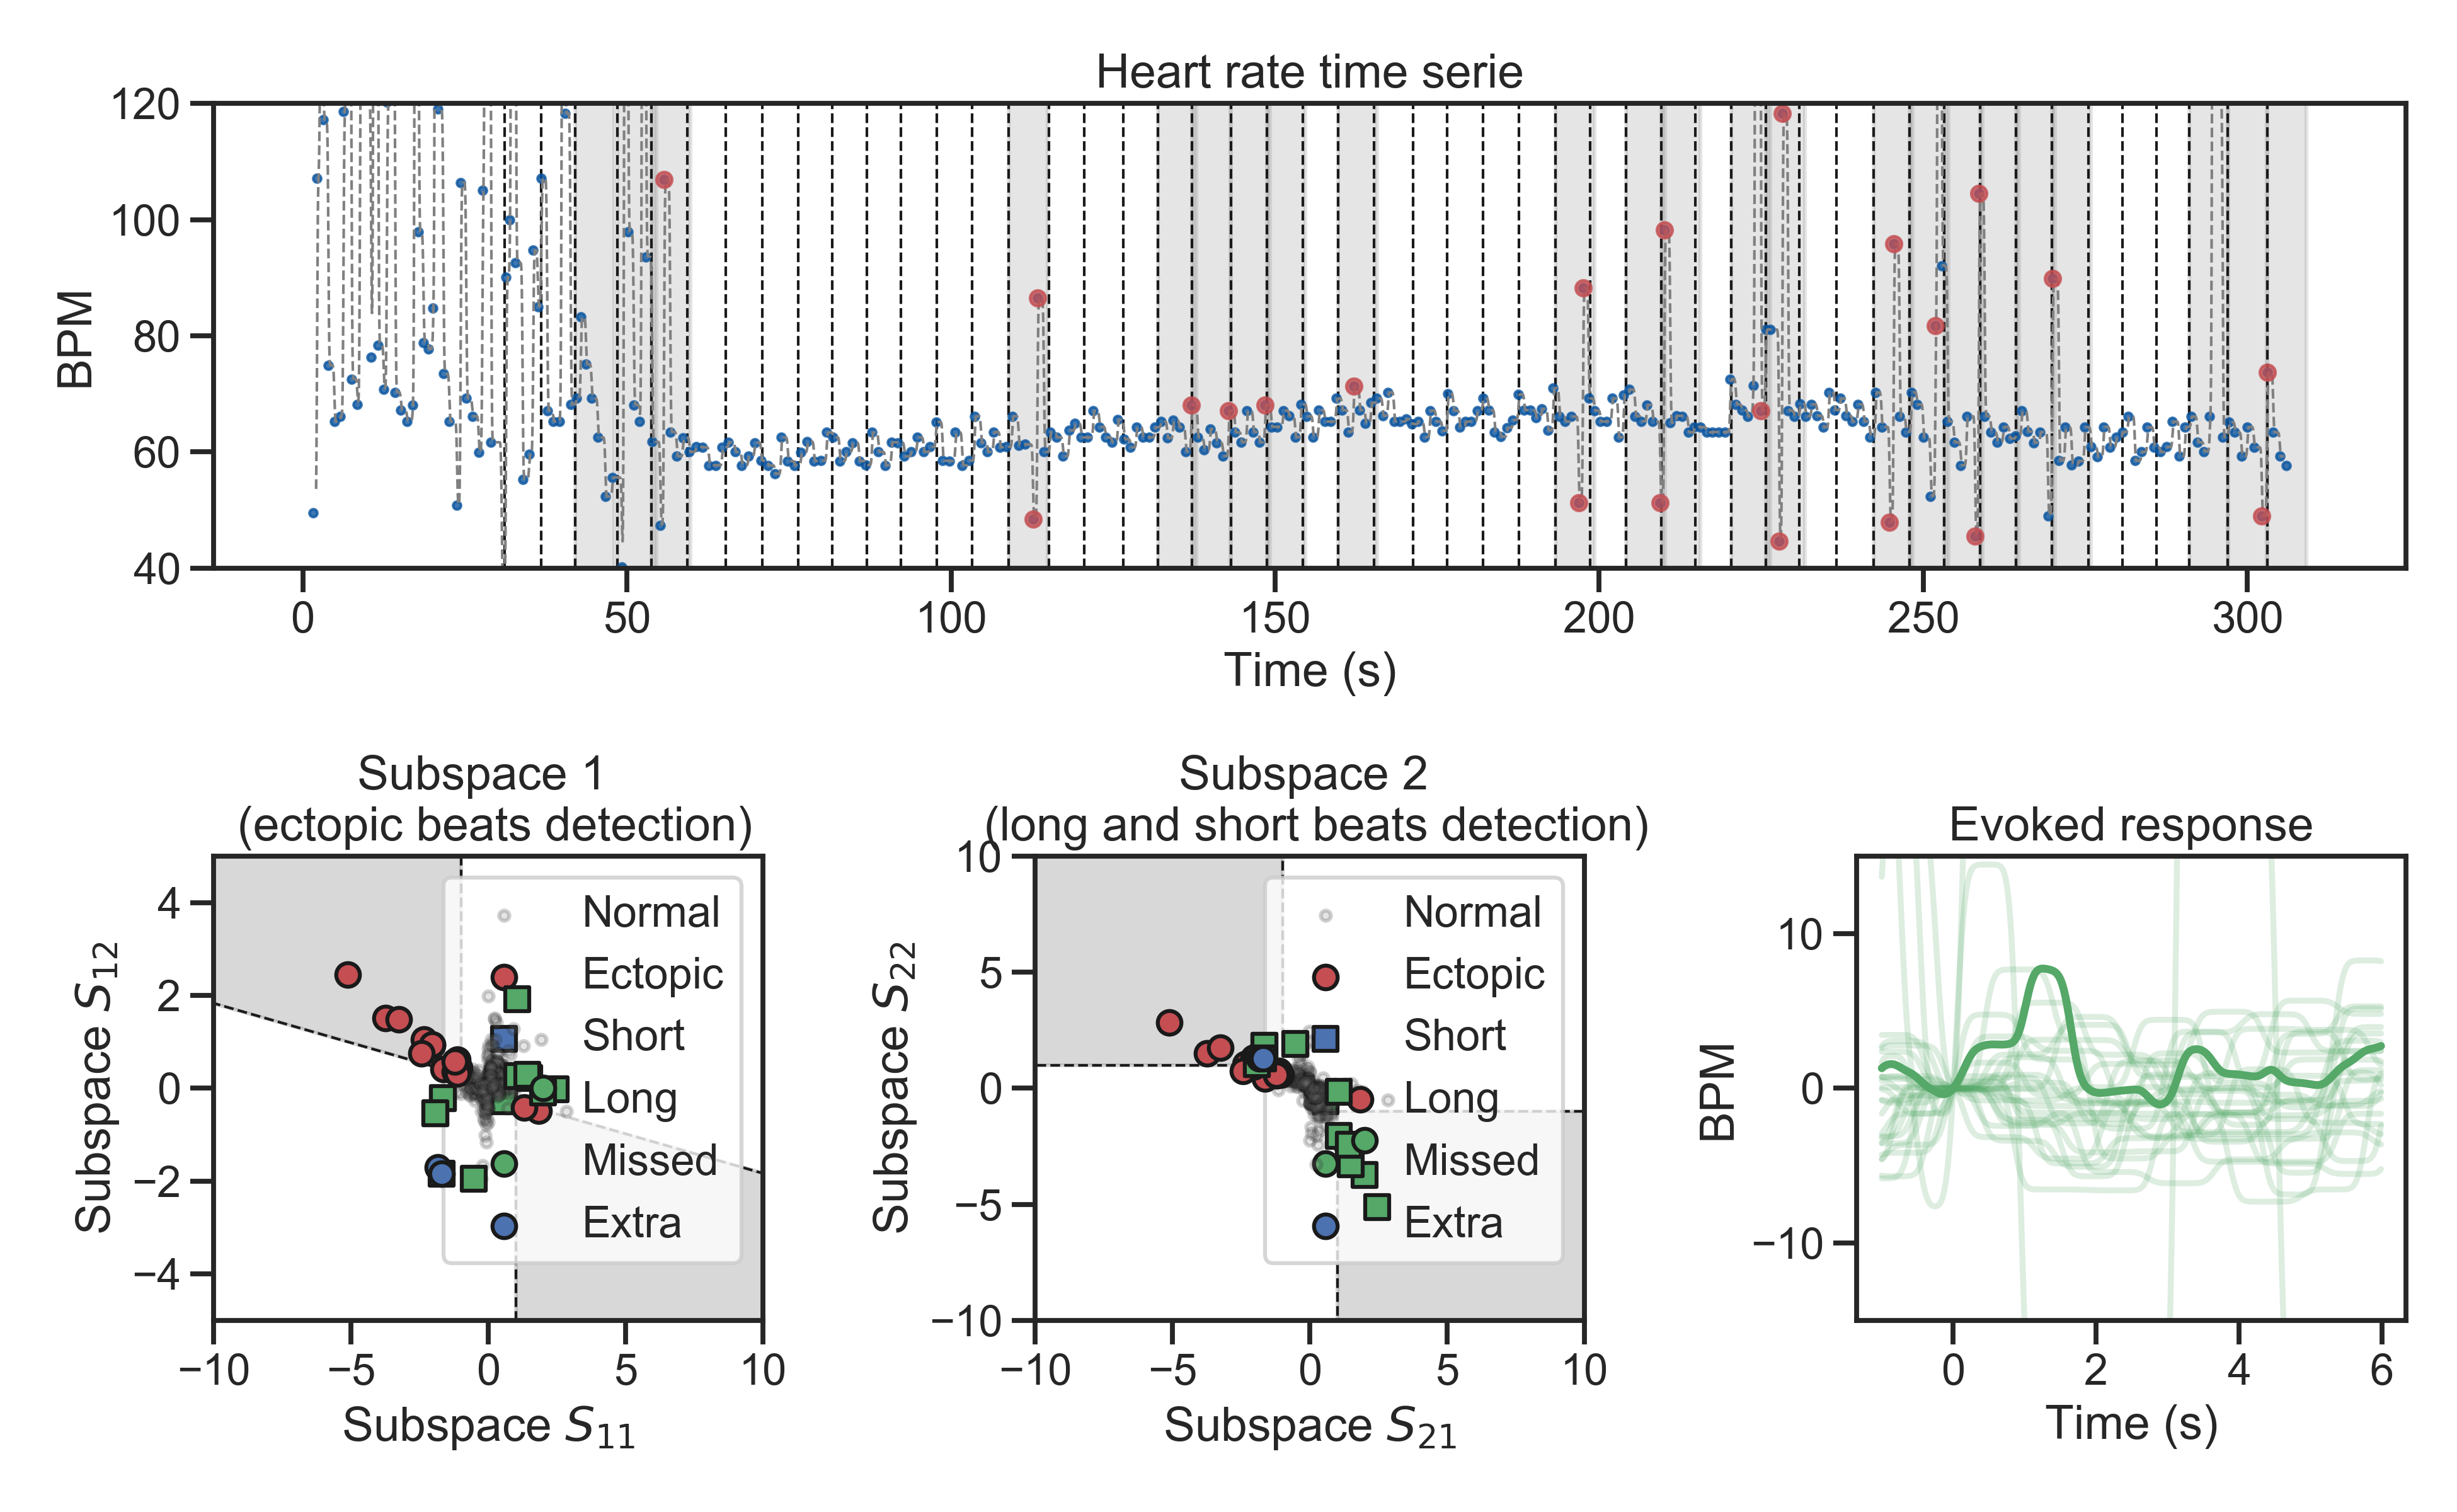 Heart rate time serie
120
100
80
60
40
BPM
0 50 100 150 200 250 300
Time (s)
Subspace 1
(ectopic beats detection)
4
2
0
−2
−4
Subspace S12
Normal
Ectopic
Short
Long
Missed
Extra
−10 −5 0 5 10
Subspace S11
Subspace 2
(long and short beats detection)
10
5
0
−5
−10
Subspace S22
Normal
Ectopic
Short
Long
Missed
Extra
−10 −5 0 5 10
Subspace S21
Evoked response
10
0
−10
BPM
0 2 4 6
Time (s)